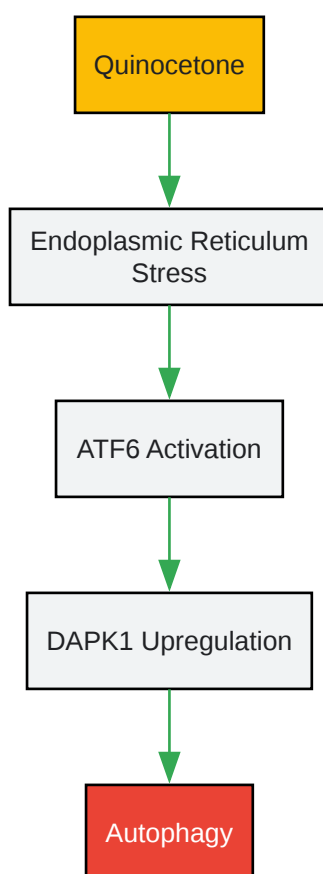 Quinocetone
Endoplasmic Reticulum
Stress
ATF6 Activation
DAPK1 Upregulation
Autophagy